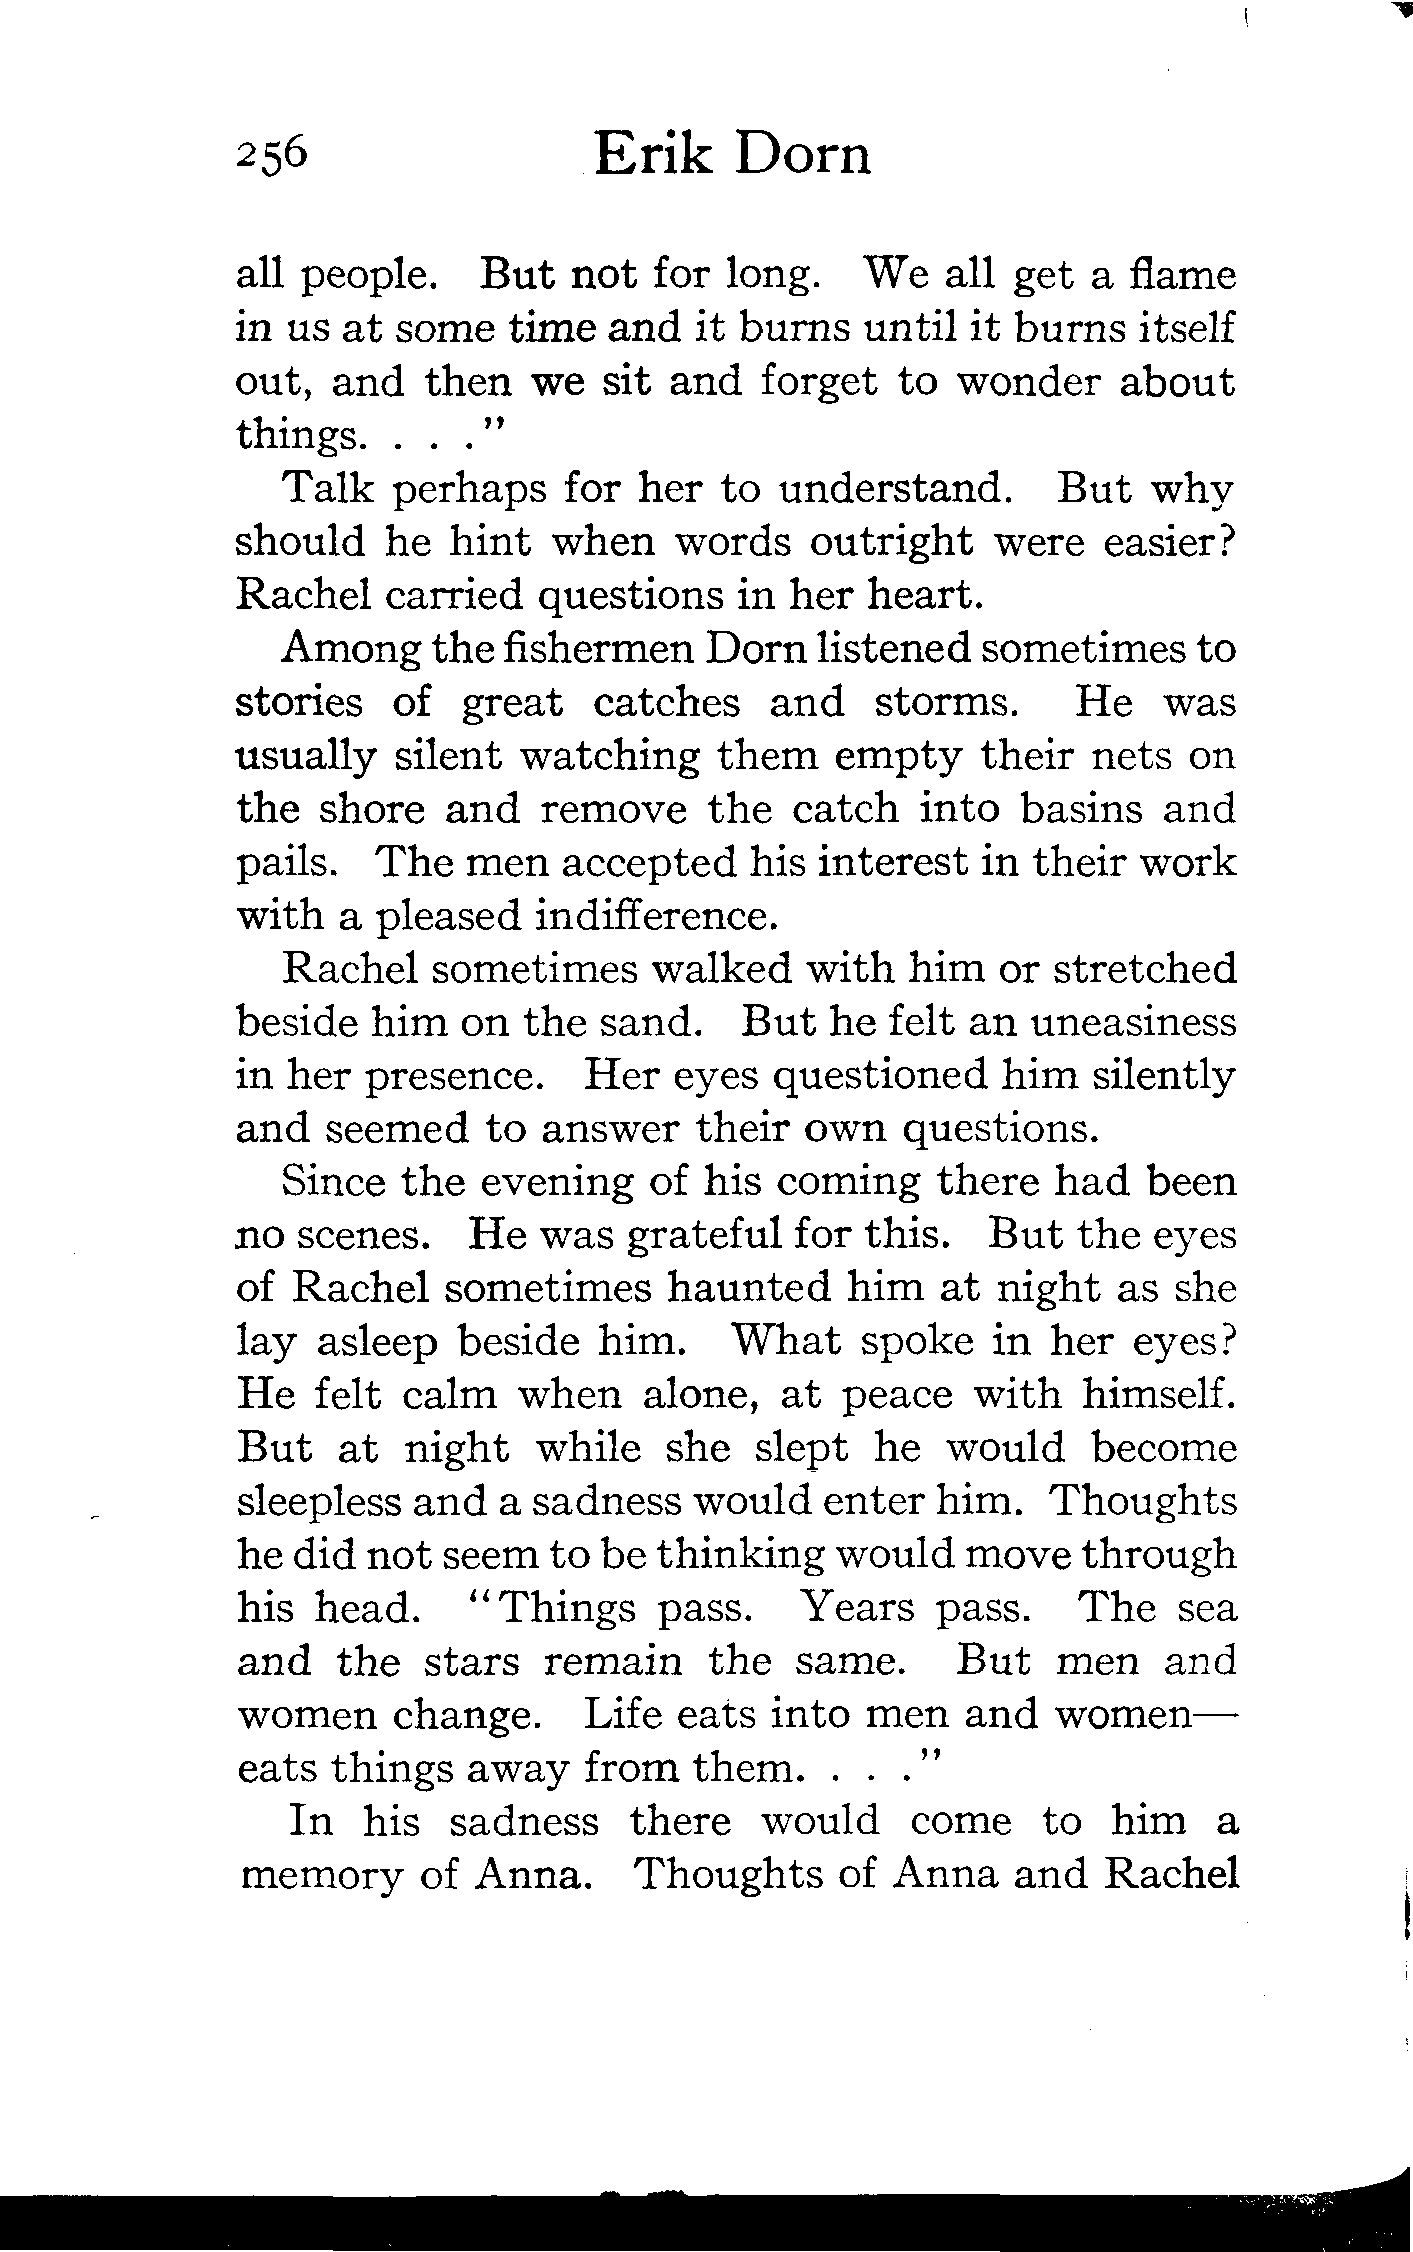 256 Erik Dorn
all people. But not for long. We all get a flame
in us at some time and it burns until it burns itself
out, and then we sit and forget to wonder about
things. . . ."
Talk perhaps for her to understand. But why
should he hint when words outright were easier?
Rachel carried questions in her heart.
Among the fishermen Dorn listened sometimes to
stories of great catches and storms. He was
usually silent watching them empty their nets on
the shore and remove the catch into basins and
pails. The men accepted his interest in their work
with a pleased indifference.
Rachel sometimes walked with him or stretched
beside him on the sand. But he felt an uneasiness
in her presence. Her eyes questioned him silently
and seemed to answer their own questions.
Since the evening of his coming there had been
no scenes. He was grateful for this. But the eyes
of Rachel sometimes haunted him at night as she
lay asleep beside him. What spoke in her eyes?
He felt calm when alone, at peace with himself.
But at night while she slept he would become
sleepless and a sadness would enter him. Thoughts
he did not seem to be thinking would move through
his head. "Things pass. Years pass. The sea
and the stars remain the same. But men and
women change. Life eats into men and women—
eats things away from them. . . ."
In his sadness there would come to him a
memory of Anna. Thoughts of Anna and Rachel